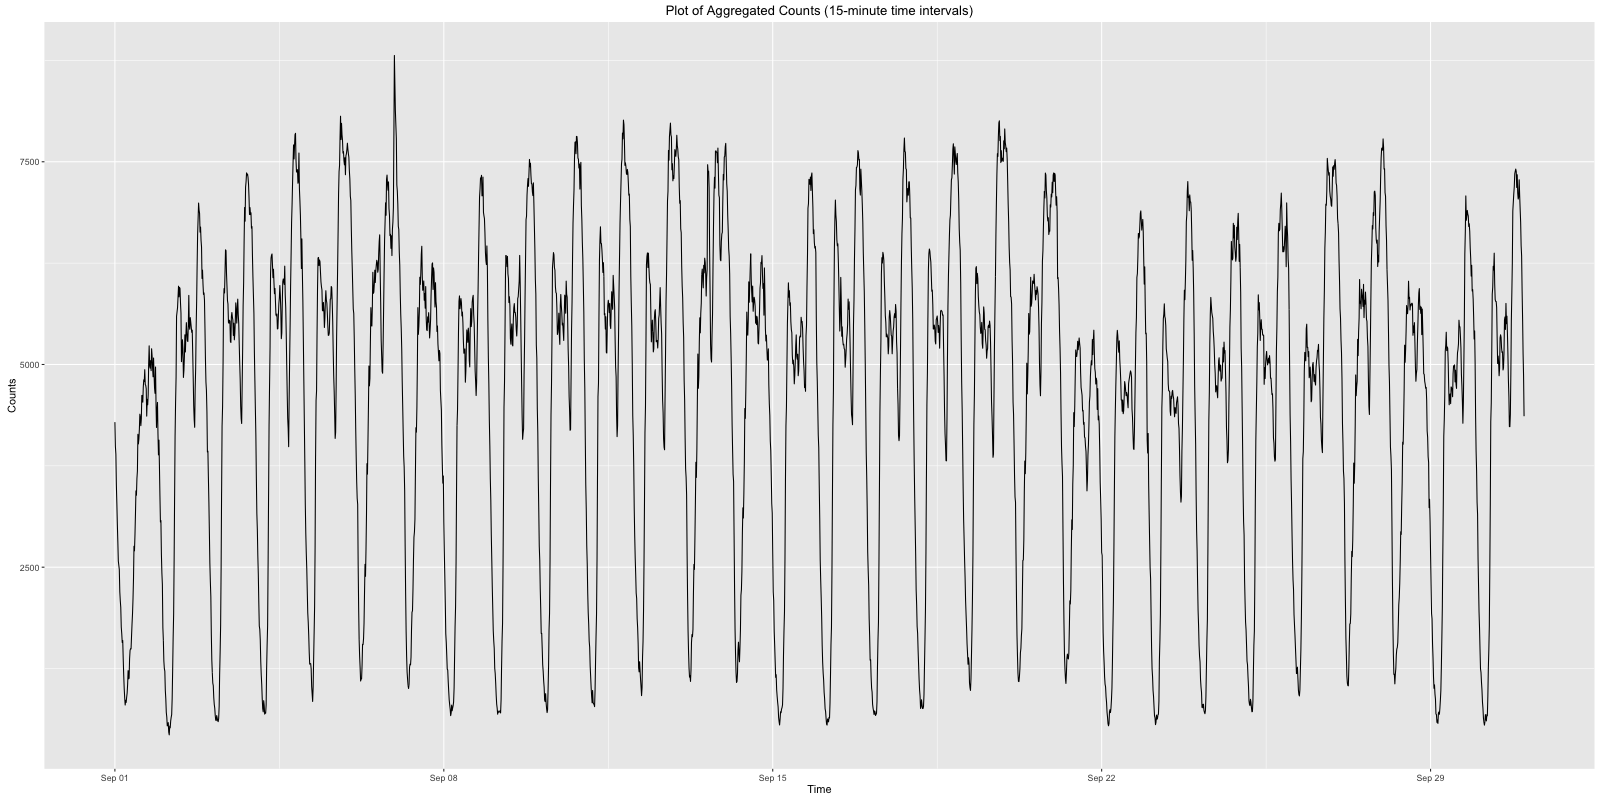 Plot of Aggregated Counts (15-minute time intervals)
Counts
7500
5000
2500
Sep 01
Sep 08
Sep 15
Sep 22
Sep 29
Time